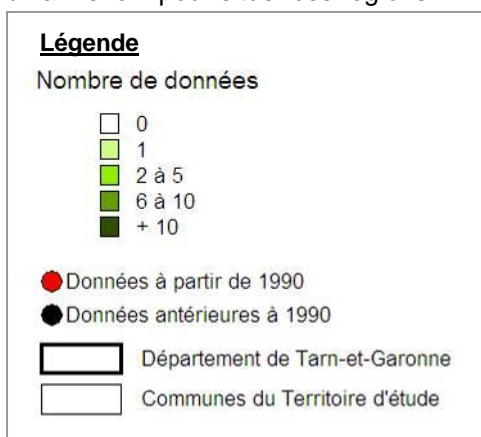 Légende
Nombre de données
0
1
2 à 5
6 à 10
+ 10
Données à partir de 1990
Données antérieures à 1990
Département de Tarn-et-Garonne
Communes du Territoire d'étude